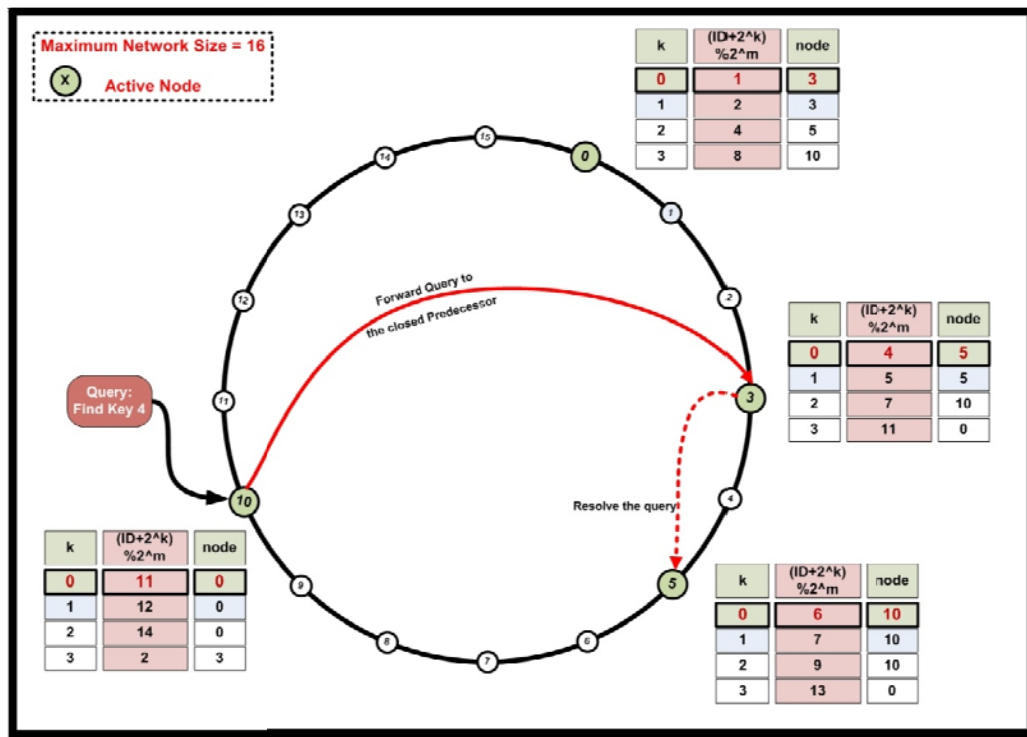 Maximum Network Size = 16
X
Active Node
k (ID+2^k) %2^m node
0 1 3
1 2 3
2 4 5
3 8 10
15
14
0
13
1
12
2
Forward Query to
the closed Predecessor
k (ID+2^k) %2^m node
0 4 5
1 5 5
2 7 10
3 11 0
Query:
Find Key 4
11
3
10
Resolve the query
4
k (ID+2^k) %2^m node
0 11 0
1 12 0
2 14 0
3 2 3
9
5
8
7
6
k (ID+2^k) %2^m node
0 6 10
1 7 10
2 9 10
3 13 0